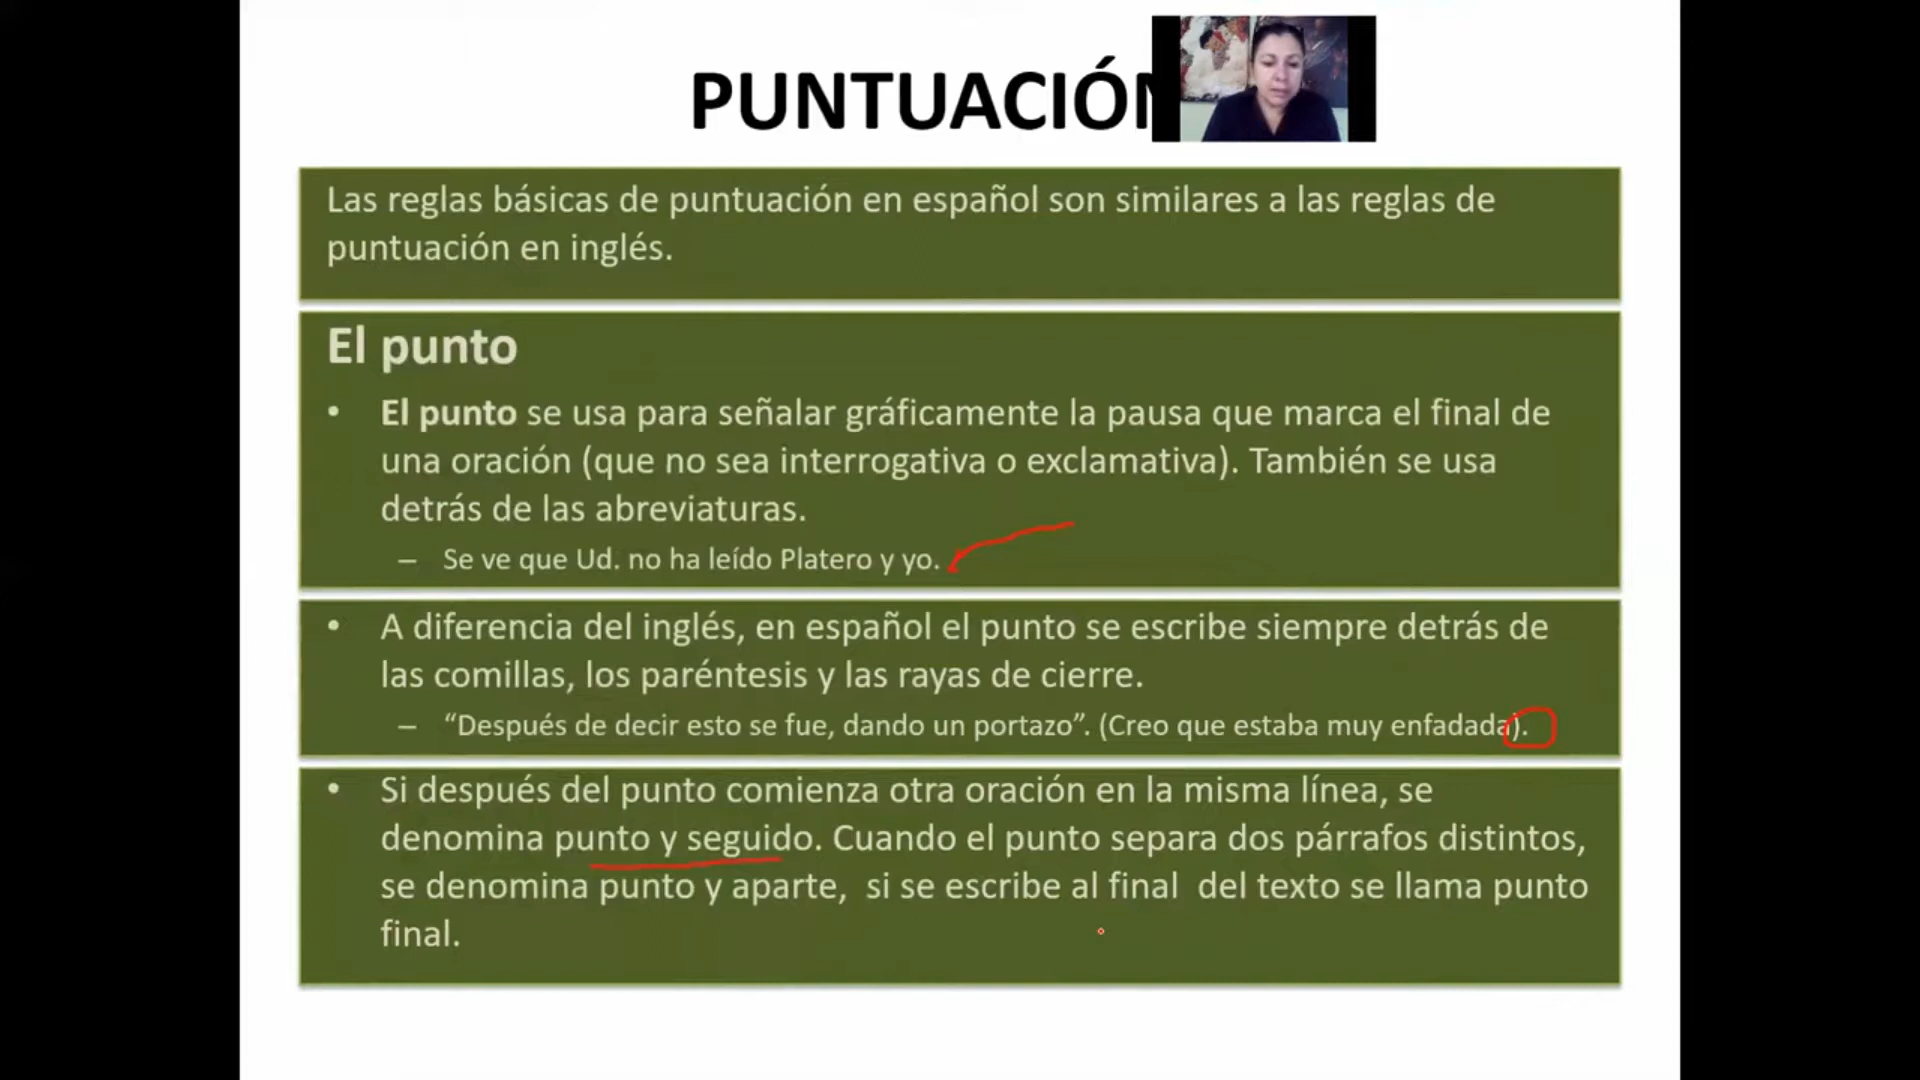 PUNTUACIÓN
Las reglas básicas de puntuación en español son similares a las reglas de
puntuación en inglés.
El punto
• El punto se usa para señalar gráficamente la pausa que marca el final de
una oración (que no sea interrogativa o exclamativa). También se usa
detrás de las abreviaturas.
– Se ve que Ud. no ha leído Platero y yo.
• A diferencia del inglés, en español el punto se escribe siempre detrás de
las comillas, los paréntesis y las rayas de cierre.
– “Después de decir esto se fue, dando un portazo”. (Creo que estaba muy enfadada).
• Si después del punto comienza otra oración en la misma línea, se
denomina punto y seguido. Cuando el punto separa dos párrafos distintos,
se denomina punto y aparte, si se escribe al final del texto se llama punto
final.